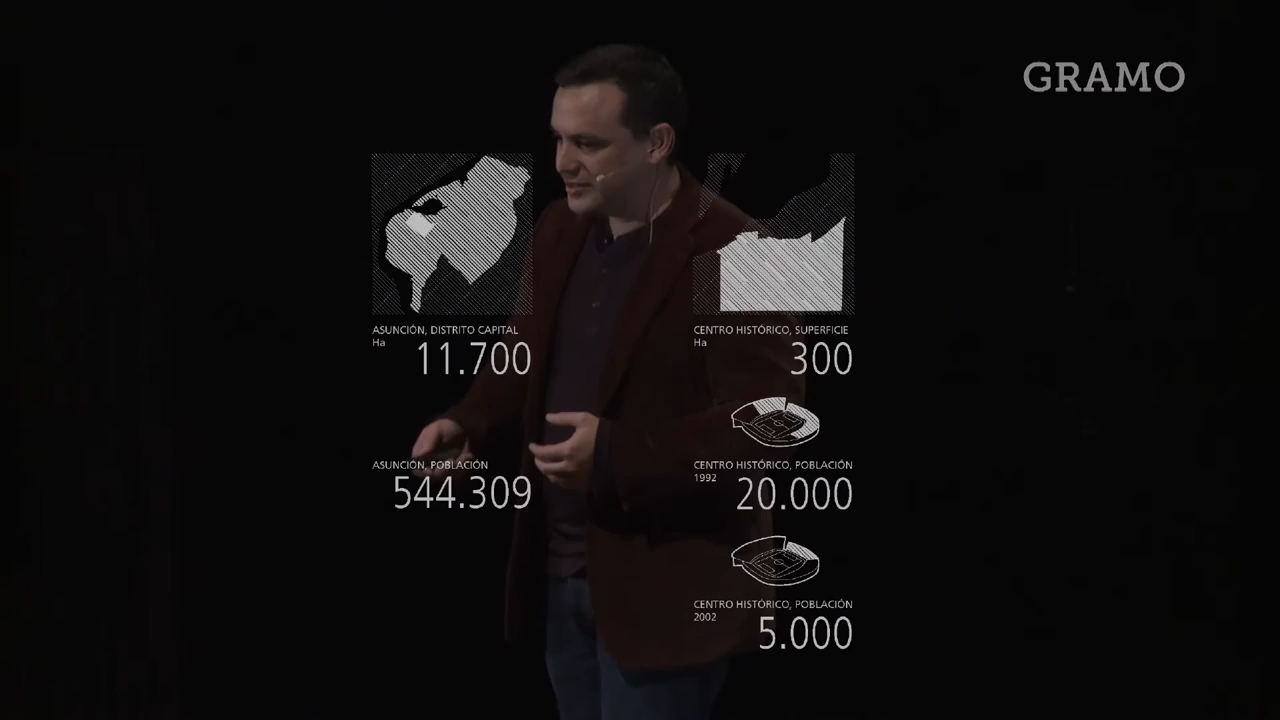 GRAMO
ASUNCIÓN, DISTRITO CAPITAL
Ha
11.700
CENTRO HISTÓRICO, SUPERFICIE
Ha
300
ASUNCIÓN, POBLACIÓN
544.309
CENTRO HISTÓRICO, POBLACIÓN
1992
20.000
CENTRO HISTÓRICO, POBLACIÓN
2002
5.000